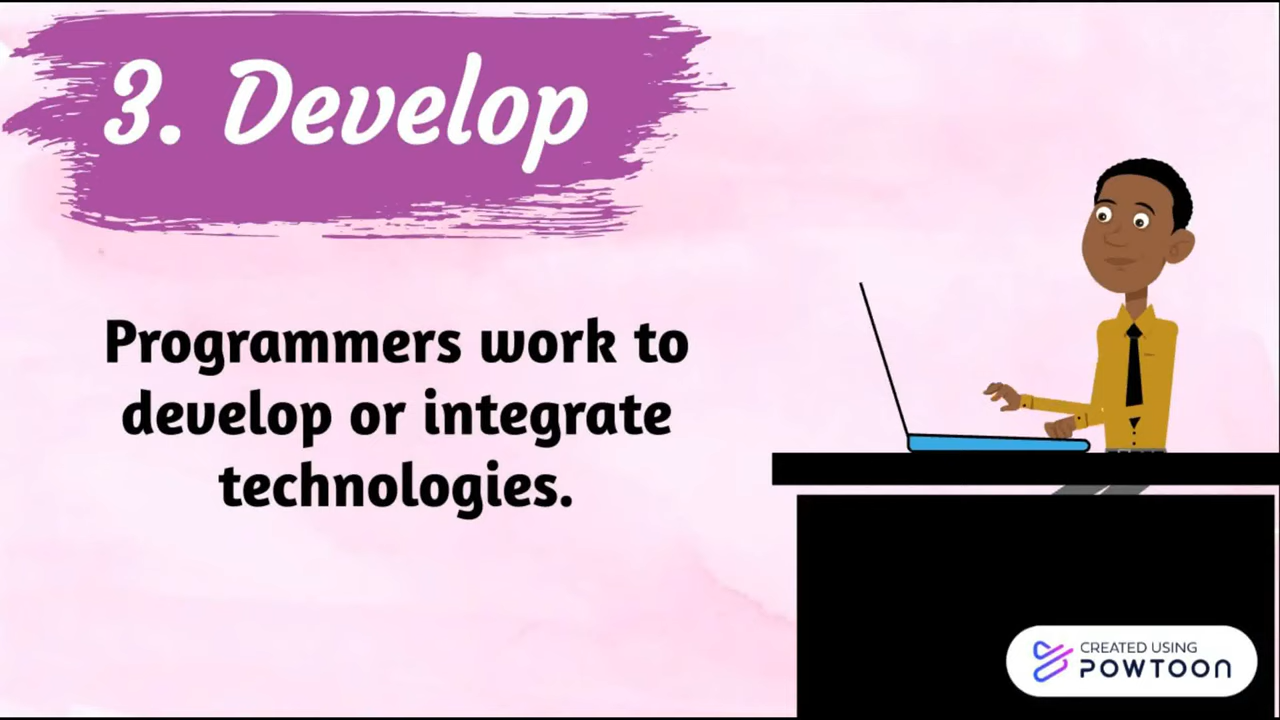 3. Develop
Programmers work to
develop or integrate
technologies.
CREATED USING
POWTOON